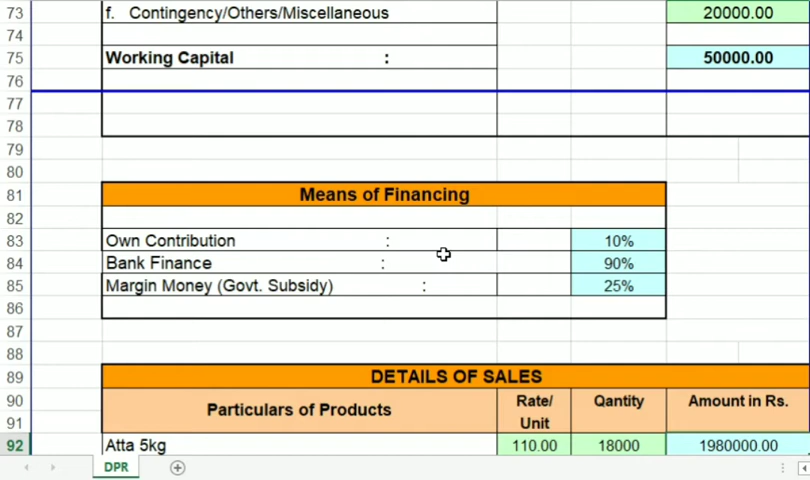 73 f. Contingency/Others/Miscellaneous 20000.00
74
75 Working Capital : 50000.00
76
77
78
79
80
81 Means of Financing
82
83 Own Contribution : 10%
84 Bank Finance : 90%
85 Margin Money (Govt. Subsidy) : 25%
86
87
88
89 DETAILS OF SALES
90 Particulars of Products Rate/ Qantity Amount in Rs.
91 Unit
92 Atta 5kg 110.00 18000 1980000.00
DPR